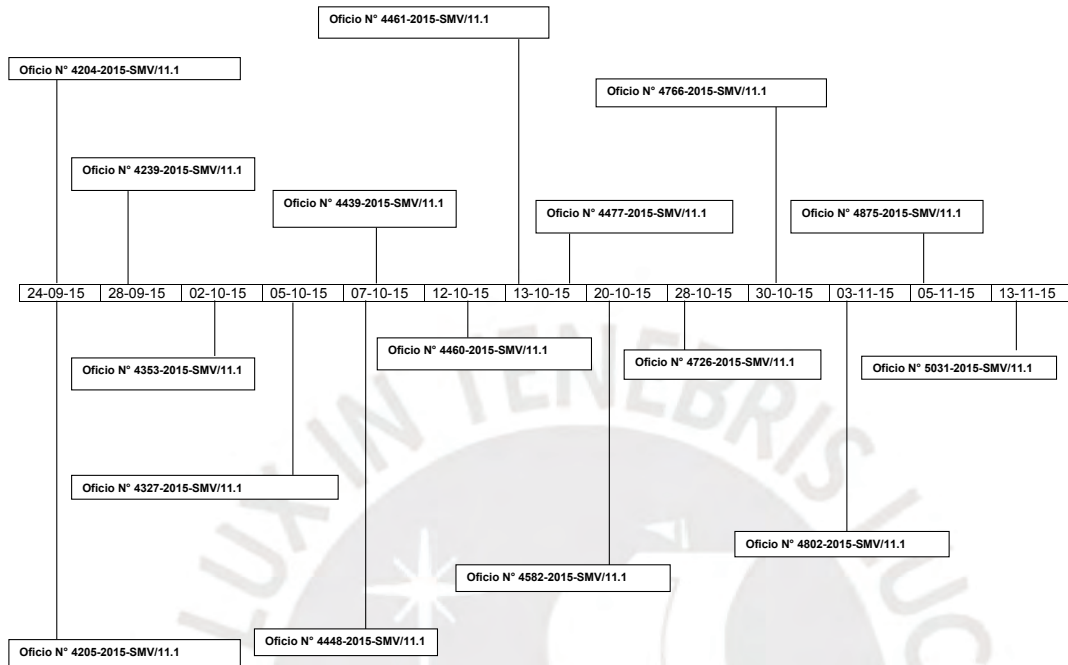 Oficio N° 4461-2015-SMV/11.1
Oficio N° 4204-2015-SMV/11.1
Oficio N° 4766-2015-SMV/11.1
Oficio N° 4239-2015-SMV/11.1
Oficio N° 4439-2015-SMV/11.1
Oficio N° 4477-2015-SMV/11.1
Oficio N° 4875-2015-SMV/11.1
24-09-15 28-09-15 02-10-15 05-10-15 07-10-15 12-10-15 13-10-15 20-10-15 28-10-15 30-10-15 03-11-15 05-11-15 13-11-15
Oficio N° 4460-2015-SMV/11.1
Oficio N° 4353-2015-SMV/11.1
Oficio N° 4726-2015-SMV/11.1
Oficio N° 5031-2015-SMV/11.1
Oficio N° 4327-2015-SMV/11.1
Oficio N° 4802-2015-SMV/11.1
Oficio N° 4582-2015-SMV/11.1
Oficio N° 4448-2015-SMV/11.1
Oficio N° 4205-2015-SMV/11.1
LUX IN TENEBRIS LUC